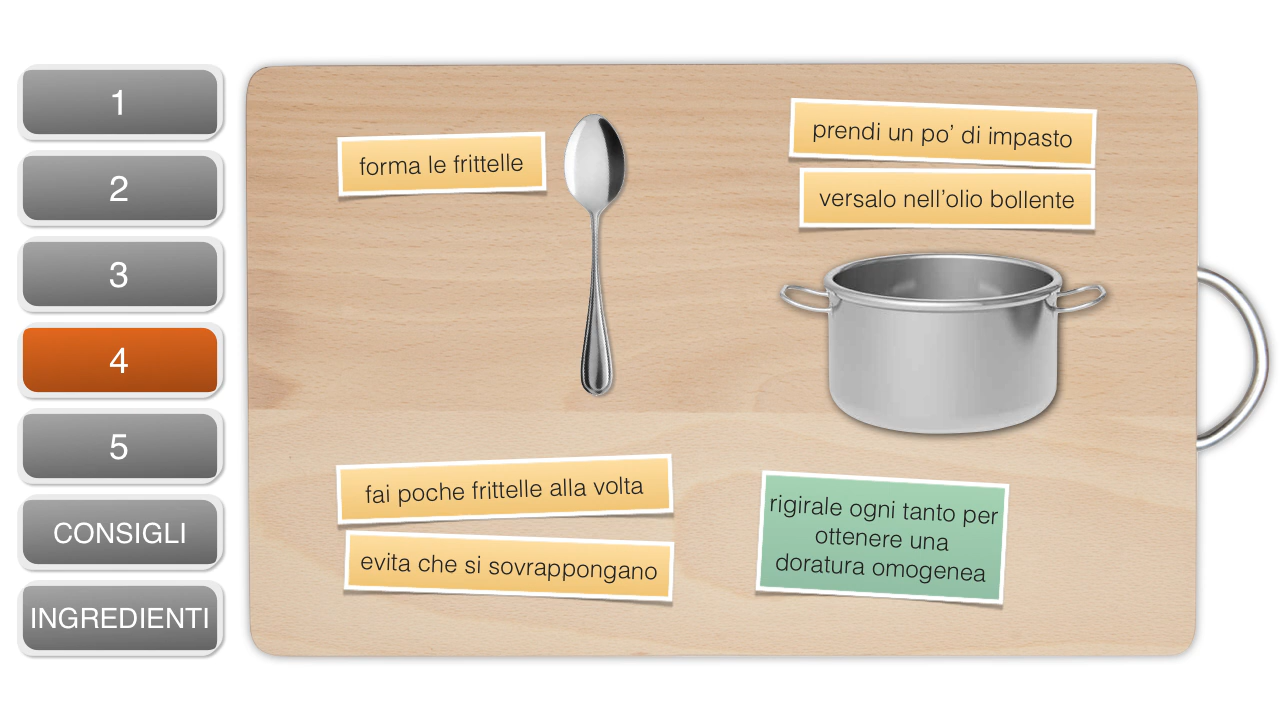 1
2
3
4
5
CONSIGLI
INGREDIENTI
forma le frittelle
prendi un po’ di impasto
versalo nell’olio bollente
fai poche frittelle alla volta
evita che si sovrappongano
rigirale ogni tanto per
ottenere una
doratura omogenea